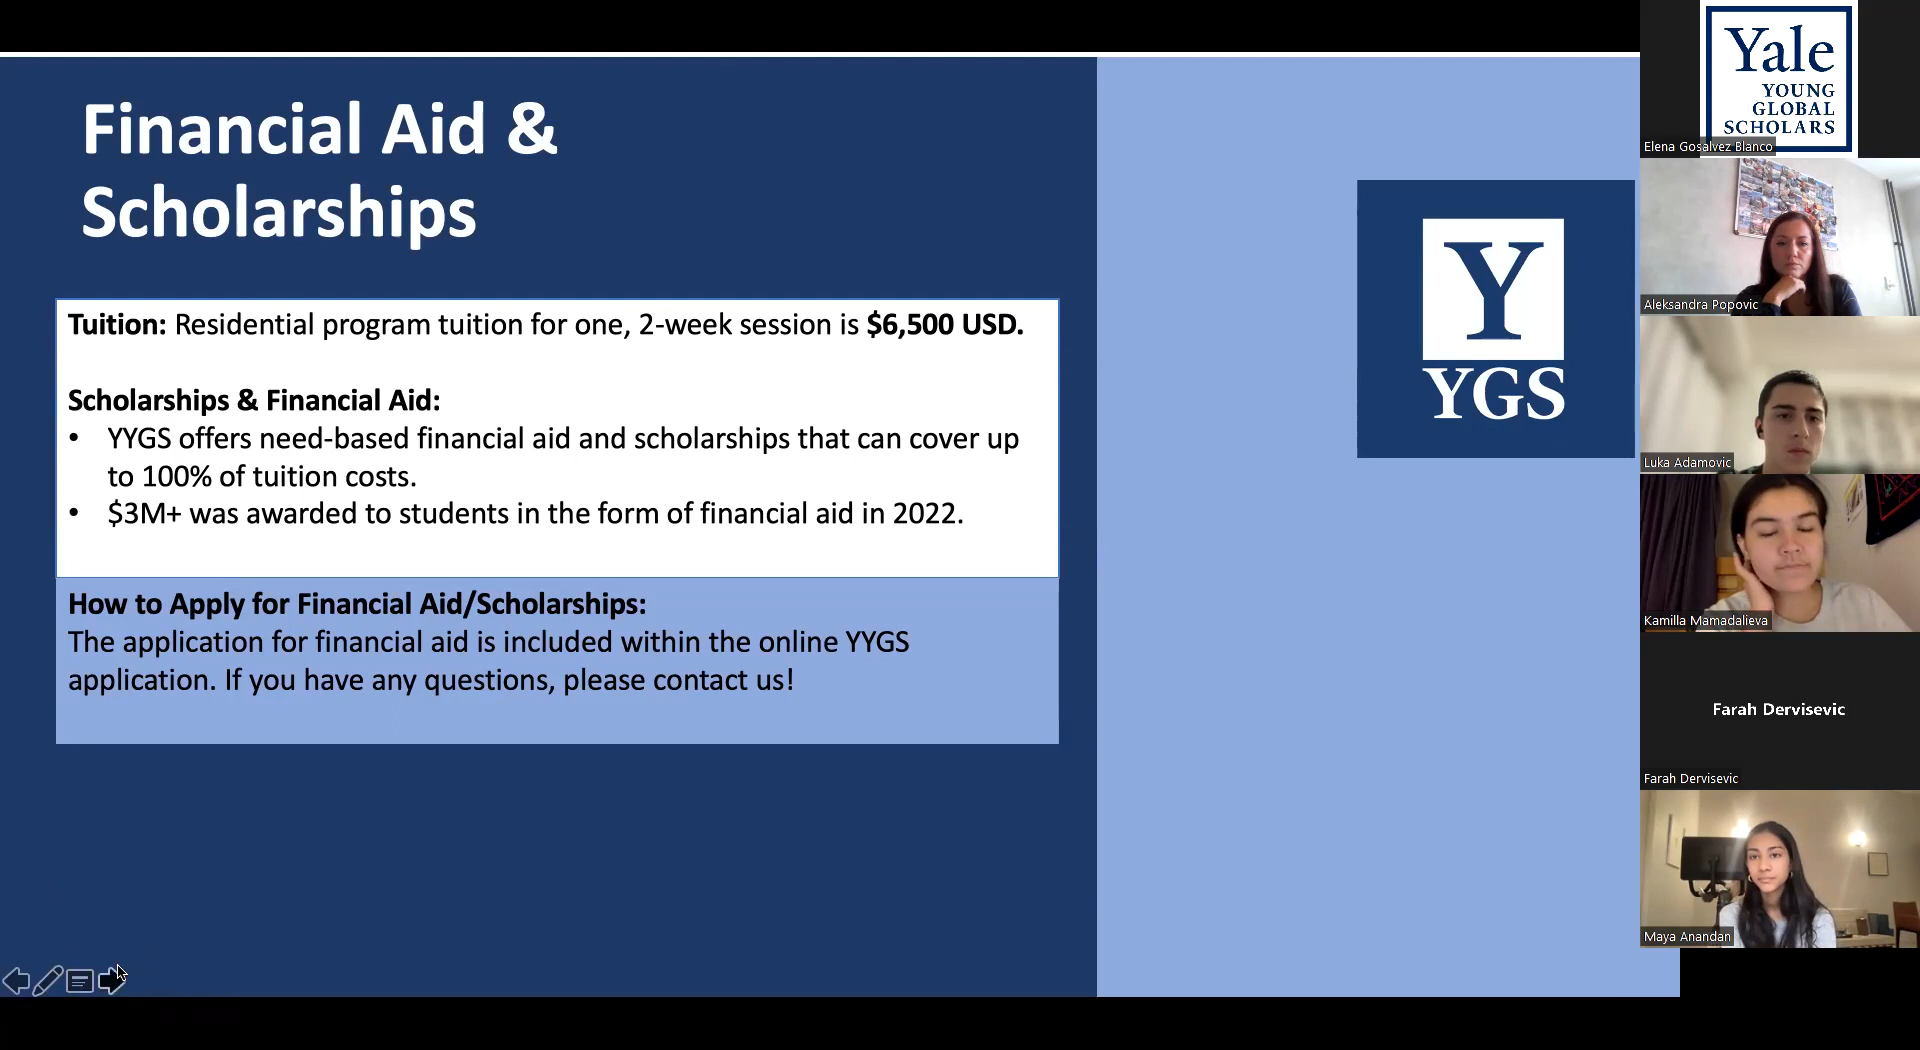 Financial Aid &
Scholarships
Tuition: Residential program tuition for one, 2-week session is $6,500 USD.
Scholarships & Financial Aid:
• YYGS offers need-based financial aid and scholarships that can cover up
to 100% of tuition costs.
• $3M+ was awarded to students in the form of financial aid in 2022.
How to Apply for Financial Aid/Scholarships:
The application for financial aid is included within the online YYGS
application. If you have any questions, please contact us!
Y
YGS
Yale
YOUNG
GLOBAL
SCHOLARS
Elena Gosalvez Blanco
Aleksandra Popovic
Luka Adamovic
Kamilla Mamadalieva
Farah Dervisevic
Farah Dervisevic
Maya Anandan